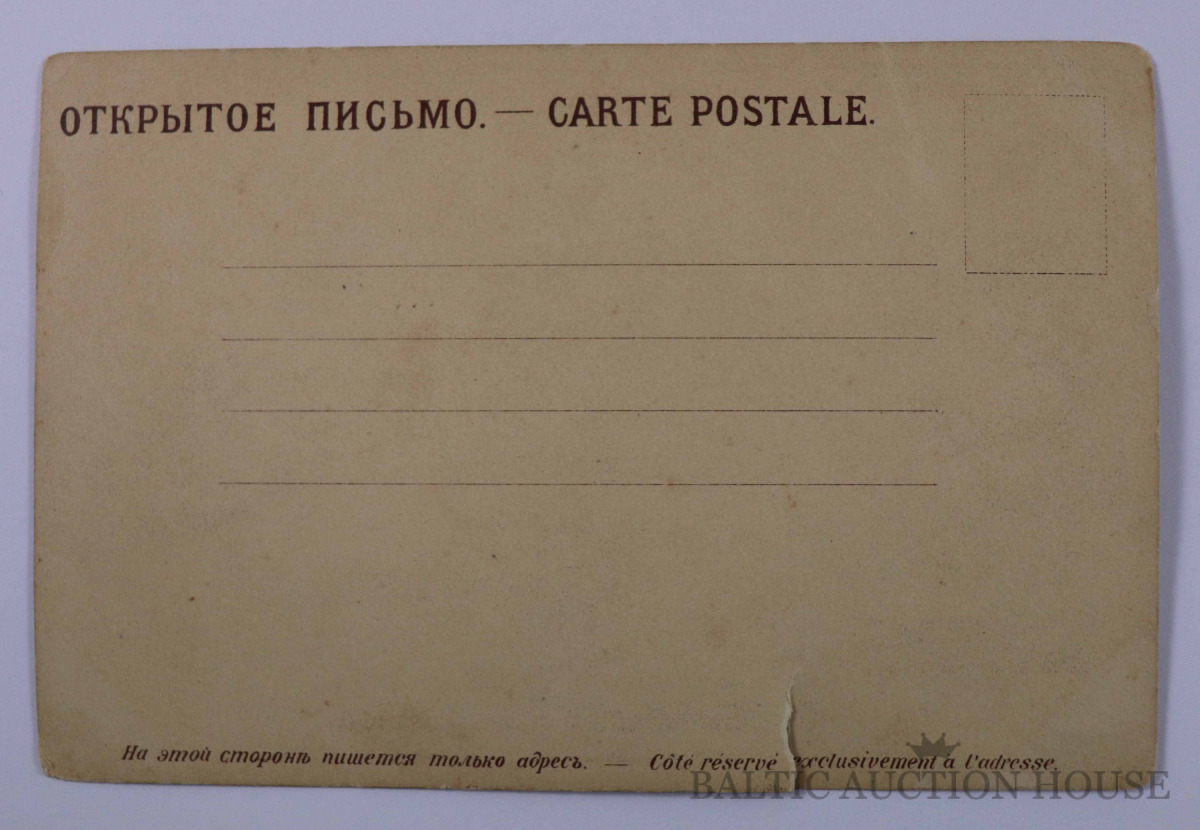 ОТКРЫТОЕ ПИСЬМО. — CARTE POSTALE.
На этой сторонѣ пишется только адресъ. — Côté réservé exclusivement à l'adresse.
BALTIC AUCTION HOUSE